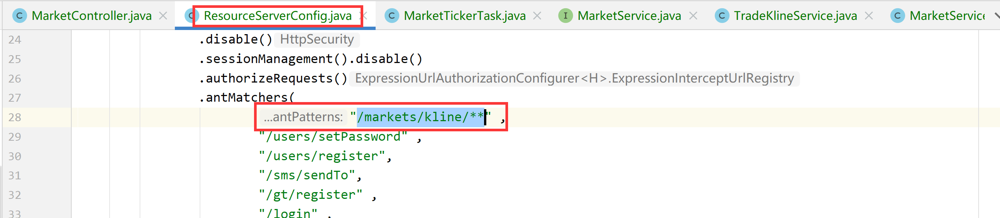 C MarketController.java C ResourceServerConfig.java C MarketTickerTask.java I MarketService.java C TradeKlineService.java C MarketService
24 .disable() HttpSecurity
25 .sessionManagement().disable()
26 .authorizeRequests() ExpressionUrlAuthorizationConfigurer<H>.ExpressionInterceptUrlRegistry
27 .antMatchers(
28 ...antPatterns: "/markets/kline/**" ,
29 "/users/setPassword" ,
30 "/users/register",
31 "/sms/sendTo",
32 "/gt/register" ,
33 "/login" ,